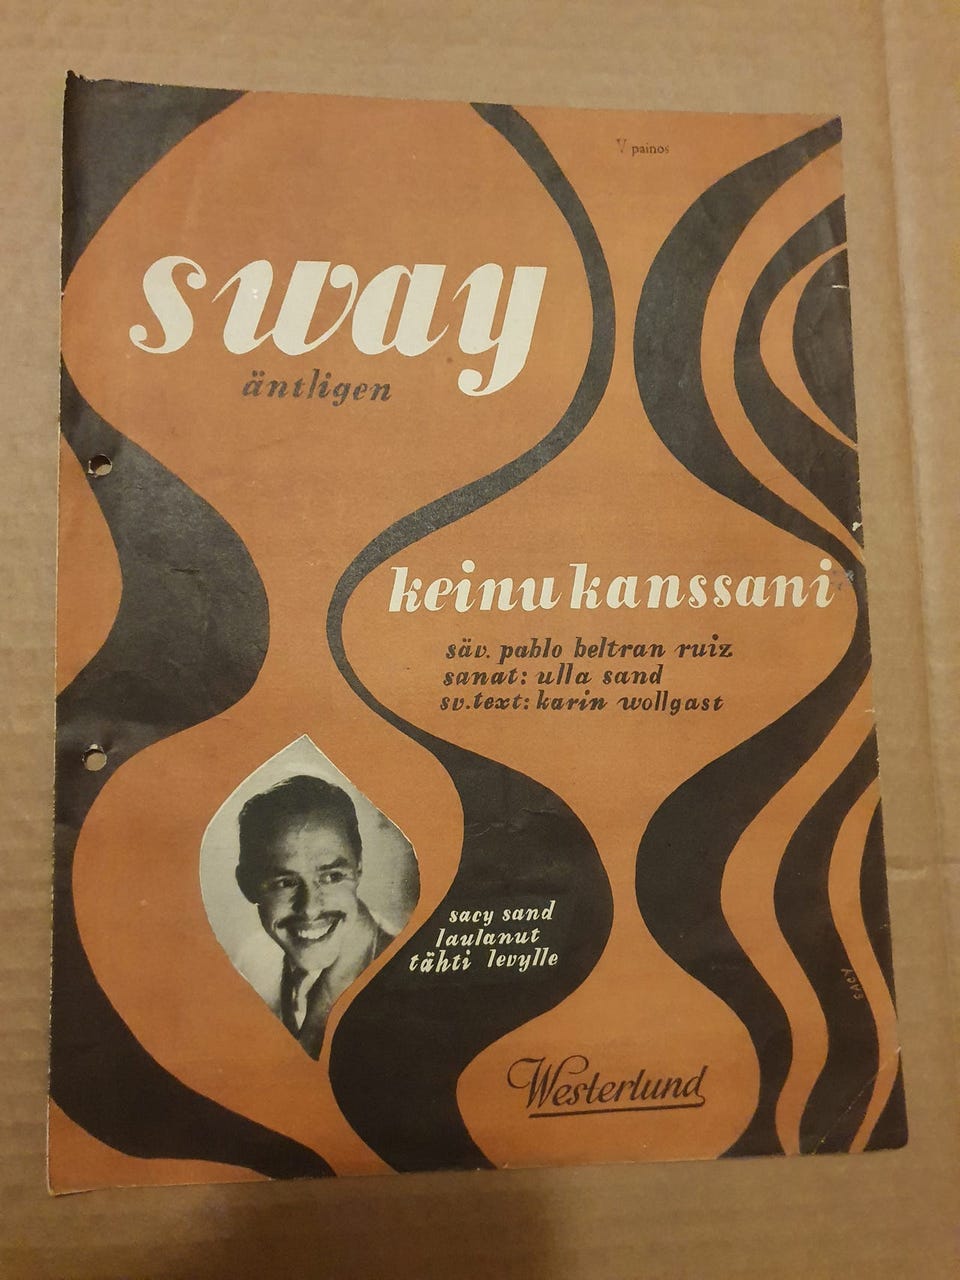 V painos
sway
äntligen
keinu kanssani
säv. pablo beltran ruiz
sanat: ulla sand
sv.text: karin wollgast
sacy sand
laulanut
tähti levylle
SACY
Westerlund